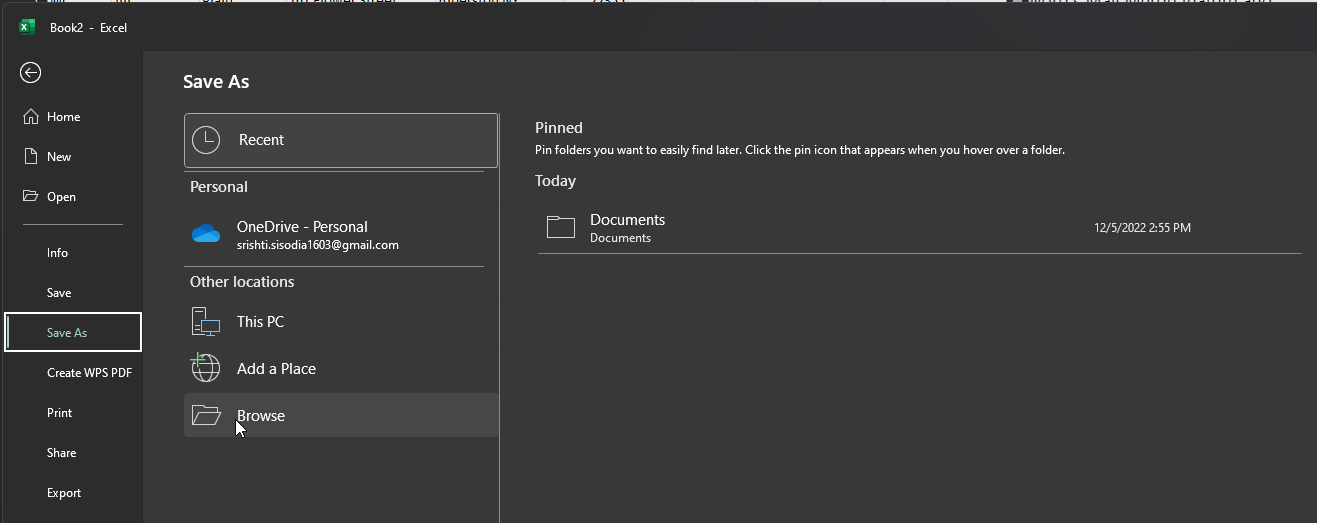 Book2 - Excel
Save As
Home
New
Open
Info
Save
Save As
Create WPS PDF
Print
Share
Export
Recent
Personal
OneDrive - Personal
srishti.sisodia1603@gmail.com
Other locations
This PC
Add a Place
Browse
Pinned
Pin folders you want to easily find later. Click the pin icon that appears when you hover over a folder.
Today
Documents
Documents
12/5/2022 2:55 PM